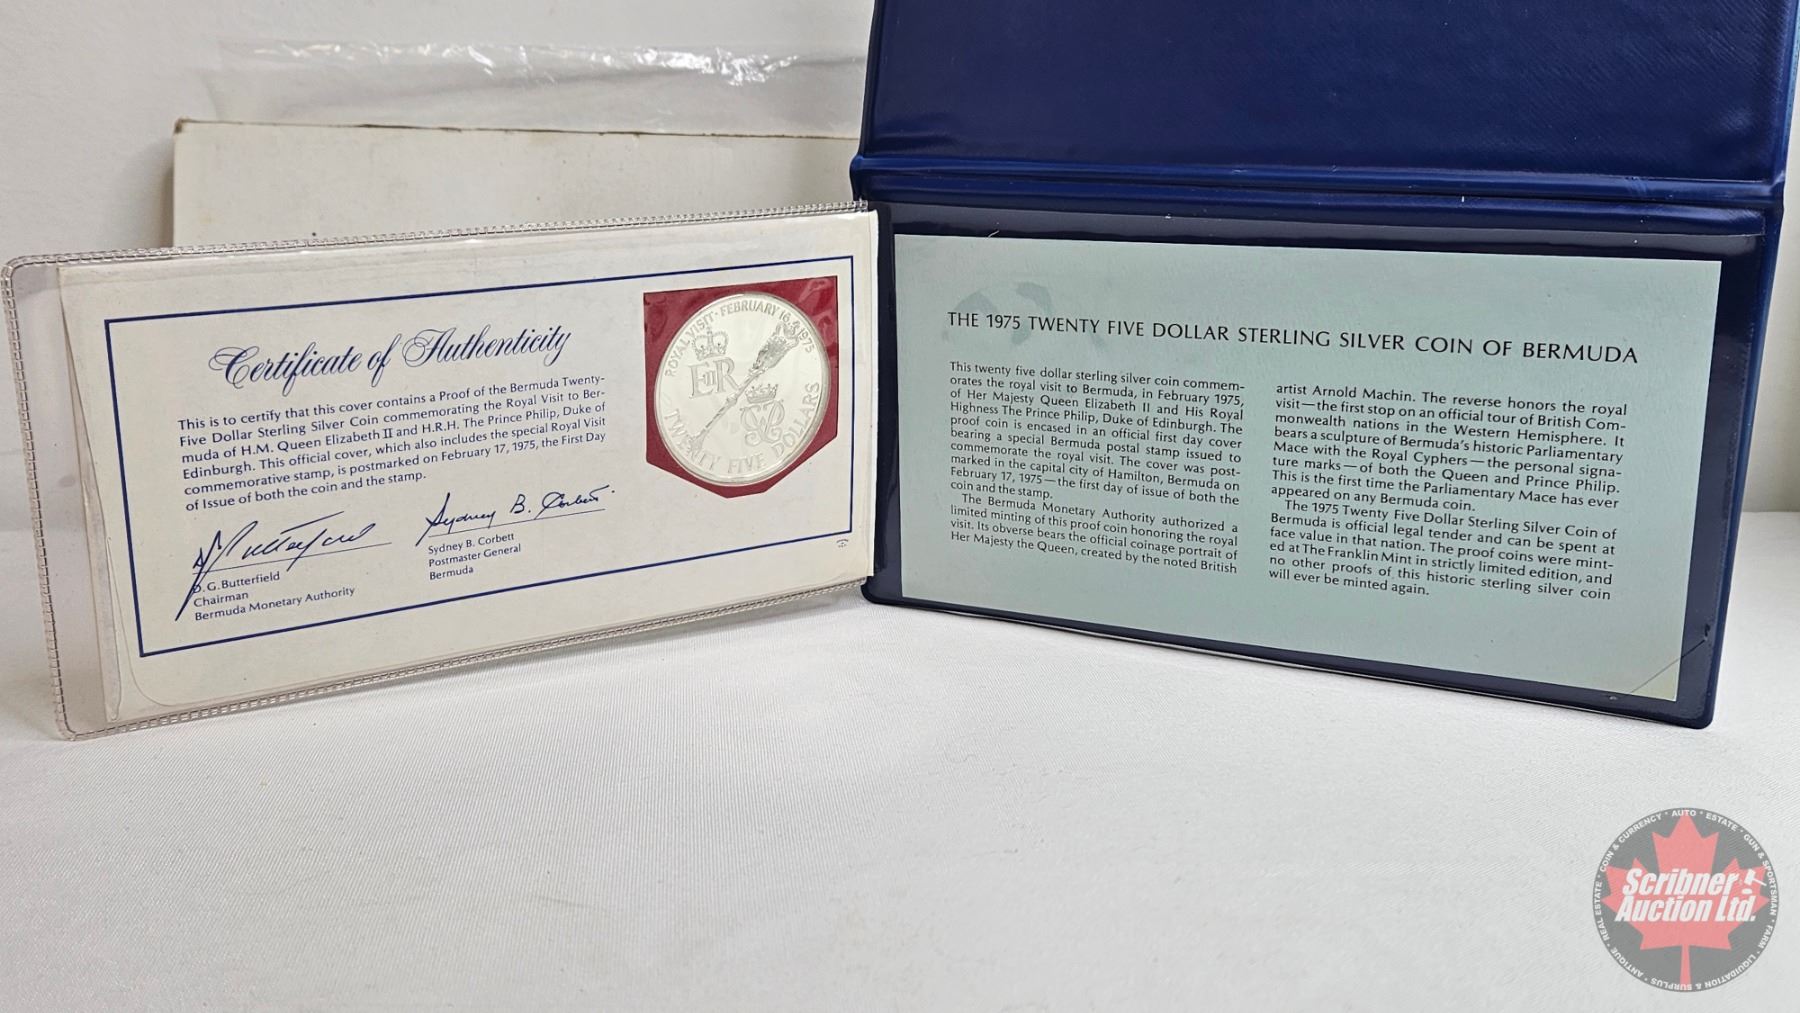 Certificate of Authenticity
This is to certify that this cover contains a Proof of the Bermuda Twenty-
Five Dollar Sterling Silver Coin commemorating the Royal Visit to Ber-
muda of H.M. Queen Elizabeth II and H.R.H. The Prince Philip, Duke of
Edinburgh. This official cover, which also includes the special Royal Visit
commemorative stamp, is postmarked on February 17, 1975, the First Day
of Issue of both the coin and the stamp.
Sydney B. Corbett
D.G. Butterfield
Chairman
Bermuda Monetary Authority
Sydney B. Corbett
Postmaster General
Bermuda
ROYAL VISIT · FEBRUARY 16 1975
EIIR
TWENTY FIVE DOLLARS
THE 1975 TWENTY FIVE DOLLAR STERLING SILVER COIN OF BERMUDA
This twenty five dollar sterling silver coin commem-
orates the royal visit to Bermuda, in February 1975,
of Her Majesty Queen Elizabeth II and His Royal
Highness The Prince Philip, Duke of Edinburgh. The
proof coin is encased in an official first day cover
bearing a special Bermuda postal stamp issued to
commemorate the royal visit. The cover was post-
marked in the capital city of Hamilton, Bermuda on
February 17, 1975—the first day of issue of both the
coin and the stamp.
The Bermuda Monetary Authority authorized a
limited minting of this proof coin honoring the royal
visit. Its obverse bears the official coinage portrait of
Her Majesty the Queen, created by the noted British
artist Arnold Machin. The reverse honors the royal
visit—the first stop on an official tour of British Com-
monwealth nations in the Western Hemisphere. It
bears a sculpture of Bermuda's historic Parliamentary
Mace with the Royal Cyphers—the personal signa-
ture marks—of both the Queen and Prince Philip.
This is the first time the Parliamentary Mace has ever
appeared on any Bermuda coin.
The 1975 Twenty Five Dollar Sterling Silver Coin of
Bermuda is official legal tender and can be spent at
face value in that nation. The proof coins were mint-
ed at The Franklin Mint in strictly limited edition, and
no other proofs of this historic sterling silver coin
will ever be minted again.
COIN & CURRENCY · AUTO · ESTATE · GUN & SPORTSMAN · FARM · LIQUIDATION & SURPLUS · ANTIQUE · REAL ESTATE ·
Scribner
Auction Ltd.